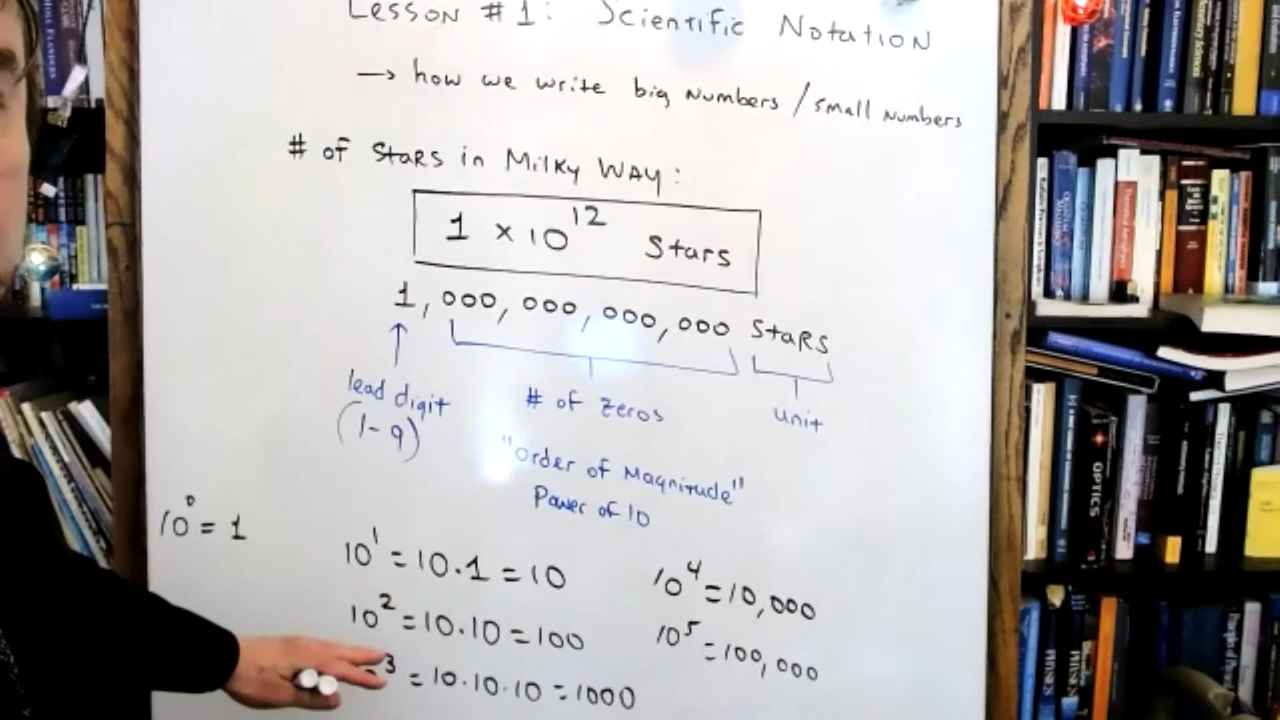 Lesson #1: Scientific Notation
→ how we write big numbers / small numbers
# of Stars in Milky Way:
1 x 10^12 Stars
1,000,000,000,000 Stars
lead digit
(1-9)
# of zeros
unit
"Order of Magnitude"
Power of 10
10^0 = 1
10^1 = 10.1 = 10
10^4 = 10,000
10^2 = 10.10 = 100
10^5 = 100,000
3 = 10.10.10 = 1000
OPTICS
PHYSICS